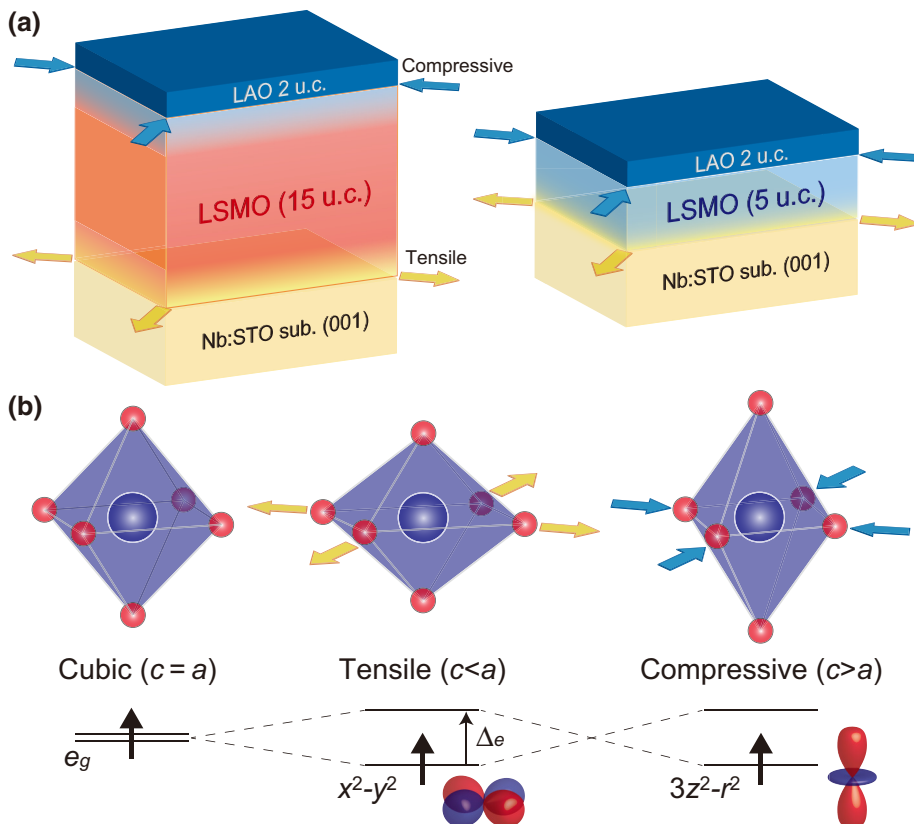 (a)
Compressive
LAO 2 u.c.
LSMO (15 u.c.)
Tensile
Nb:STO sub. (001)
LAO 2 u.c.
LSMO (5 u.c.)
Nb:STO sub. (001)
(b)
Cubic (c = a)
Tensile (c<a)
Compressive (c>a)
e_g
Δe
x²-y²
3z²-r²